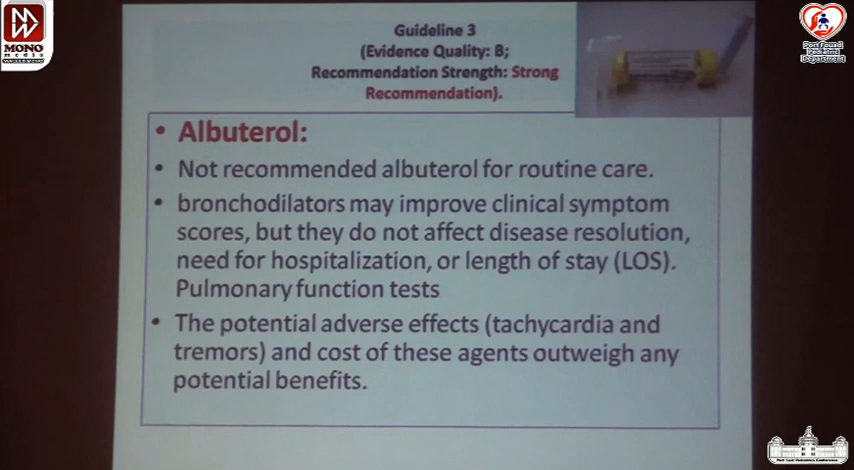 MONO
media
Port Fouad
Pediatric
Department
Guideline 3
(Evidence Quality: B;
Recommendation Strength: Strong
Recommendation).
• Albuterol:
• Not recommended albuterol for routine care.
• bronchodilators may improve clinical symptom
scores, but they do not affect disease resolution,
need for hospitalization, or length of stay (LOS).
Pulmonary function tests
• The potential adverse effects (tachycardia and
tremors) and cost of these agents outweigh any
potential benefits.